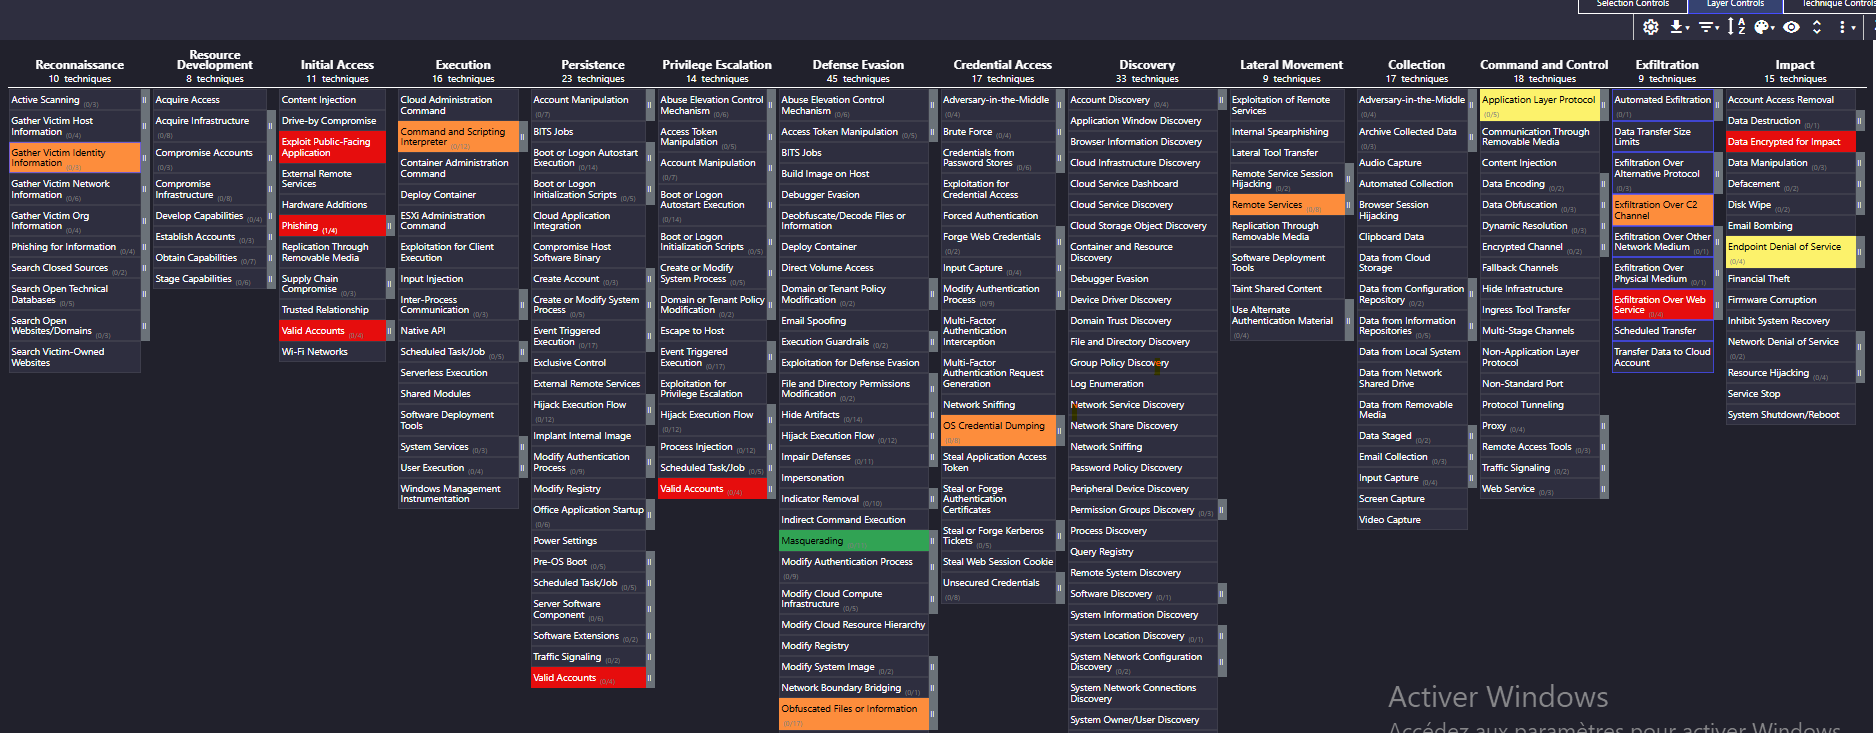 Selection Controls
Layer Controls
Technique Controls
Reconnaissance
10 techniques
Active Scanning (0/3)
Gather Victim Host
Information (0/4)
Gather Victim Identity
Information (0/3)
Gather Victim Network
Information (0/6)
Gather Victim Org
Information (0/4)
Phishing for Information (0/4)
Search Closed Sources (0/2)
Search Open Technical
Databases (0/5)
Search Open
Websites/Domains (0/3)
Search Victim-Owned
Websites
Resource
Development
8 techniques
Acquire Access
Acquire Infrastructure
(0/8)
Compromise Accounts
(0/3)
Compromise
Infrastructure (0/8)
Develop Capabilities (0/4)
Establish Accounts (0/3)
Obtain Capabilities (0/7)
Stage Capabilities (0/6)
Initial Access
11 techniques
Content Injection
Drive-by Compromise
Exploit Public-Facing
Application
External Remote
Services
Hardware Additions
Phishing (1/4)
Replication Through
Removable Media
Supply Chain
Compromise (0/3)
Trusted Relationship
Valid Accounts (0/4)
Wi-Fi Networks
Execution
16 techniques
Cloud Administration
Command
Command and Scripting
Interpreter (0/12)
Container Administration
Command
Deploy Container
ESXi Administration
Command
Exploitation for Client
Execution
Input Injection
Inter-Process
Communication (0/3)
Native API
Scheduled Task/Job (0/5)
Serverless Execution
Shared Modules
Software Deployment
Tools
System Services (0/3)
User Execution (0/4)
Windows Management
Instrumentation
Persistence
23 techniques
Account Manipulation
(0/7)
BITS Jobs
Boot or Logon Autostart
Execution (0/14)
Boot or Logon
Initialization Scripts (0/5)
Cloud Application
Integration
Compromise Host
Software Binary
Create Account (0/3)
Create or Modify System
Process (0/5)
Event Triggered
Execution (0/17)
Exclusive Control
External Remote Services
Hijack Execution Flow
(0/12)
Implant Internal Image
Modify Authentication
Process (0/9)
Modify Registry
Office Application Startup
(0/6)
Power Settings
Pre-OS Boot (0/5)
Scheduled Task/Job (0/5)
Server Software
Component (0/6)
Software Extensions (0/2)
Traffic Signaling (0/2)
Valid Accounts (0/4)
Privilege Escalation
14 techniques
Abuse Elevation Control
Mechanism (0/6)
Access Token
Manipulation (0/5)
Account Manipulation
(0/7)
Boot or Logon
Autostart Execution
(0/14)
Boot or Logon
Initialization Scripts (0/5)
Create or Modify
System Process (0/5)
Domain or Tenant Policy
Modification (0/2)
Escape to Host
Event Triggered
Execution (0/17)
Exploitation for
Privilege Escalation
Hijack Execution Flow
(0/12)
Process Injection (0/12)
Scheduled Task/Job (0/5)
Valid Accounts (0/4)
Defense Evasion
45 techniques
Abuse Elevation Control
Mechanism (0/6)
Access Token Manipulation (0/5)
BITS Jobs
Build Image on Host
Debugger Evasion
Deobfuscate/Decode Files or
Information
Deploy Container
Direct Volume Access
Domain or Tenant Policy
Modification (0/2)
Email Spoofing
Execution Guardrails (0/2)
Exploitation for Defense Evasion
File and Directory Permissions
Modification (0/2)
Hide Artifacts (0/14)
Hijack Execution Flow (0/12)
Impair Defenses (0/11)
Impersonation
Indicator Removal (0/10)
Indirect Command Execution
Masquerading
Modify Authentication Process
(0/9)
Modify Cloud Compute
Infrastructure (0/5)
Modify Cloud Resource Hierarchy
Modify Registry
Modify System Image (0/2)
Network Boundary Bridging (0/1)
Obfuscated Files or Information
(0/17)
Credential Access
17 techniques
Adversary-in-the-Middle
(0/4)
Brute Force (0/4)
Credentials from
Password Stores (0/6)
Exploitation for
Credential Access
Forced Authentication
Forge Web Credentials
(0/2)
Input Capture (0/4)
Modify Authentication
Process (0/9)
Multi-Factor
Authentication
Interception
Multi-Factor
Authentication Request
Generation
Network Sniffing
OS Credential Dumping
(0/8)
Steal Application Access
Token
Steal or Forge
Authentication
Certificates
Steal or Forge Kerberos
Tickets (0/5)
Steal Web Session Cookie
Unsecured Credentials
(0/8)
Discovery
33 techniques
Account Discovery (0/4)
Application Window Discovery
Browser Information Discovery
Cloud Infrastructure Discovery
Cloud Service Dashboard
Cloud Service Discovery
Cloud Storage Object Discovery
Container and Resource
Discovery
Debugger Evasion
Device Driver Discovery
Domain Trust Discovery
File and Directory Discovery
Group Policy Discovery
Log Enumeration
Network Service Discovery
Network Share Discovery
Network Sniffing
Password Policy Discovery
Peripheral Device Discovery
Permission Groups Discovery (0/3)
Process Discovery
Query Registry
Remote System Discovery
Software Discovery (0/1)
System Information Discovery
System Location Discovery (0/1)
System Network Configuration
Discovery (0/2)
System Network Connections
Discovery
System Owner/User Discovery
Lateral Movement
9 techniques
Exploitation of Remote
Services
Internal Spearphishing
Lateral Tool Transfer
Remote Service Session
Hijacking (0/2)
Remote Services (0/8)
Replication Through
Removable Media
Software Deployment
Tools
Taint Shared Content
Use Alternate
Authentication Material
(0/4)
Collection
17 techniques
Adversary-in-the-Middle
(0/4)
Archive Collected Data
(0/3)
Audio Capture
Automated Collection
Browser Session
Hijacking
Clipboard Data
Data from Cloud
Storage
Data from Configuration
Repository (0/2)
Data from Information
Repositories (0/5)
Data from Local System
Data from Network
Shared Drive
Data from Removable
Media
Data Staged (0/2)
Email Collection (0/3)
Input Capture (0/4)
Screen Capture
Video Capture
Command and Control
18 techniques
Application Layer Protocol
(0/5)
Communication Through
Removable Media
Content Injection
Data Encoding (0/2)
Data Obfuscation (0/3)
Dynamic Resolution (0/3)
Encrypted Channel (0/2)
Fallback Channels
Hide Infrastructure
Ingress Tool Transfer
Multi-Stage Channels
Non-Application Layer
Protocol
Non-Standard Port
Protocol Tunneling
Proxy (0/4)
Remote Access Tools (0/3)
Traffic Signaling (0/2)
Web Service (0/3)
Exfiltration
9 techniques
Automated Exfiltration
(0/1)
Data Transfer Size
Limits
Exfiltration Over
Alternative Protocol
(0/3)
Exfiltration Over C2
Channel
Exfiltration Over Other
Network Medium (0/1)
Exfiltration Over
Physical Medium (0/1)
Exfiltration Over Web
Service (0/4)
Scheduled Transfer
Transfer Data to Cloud
Account
Impact
15 techniques
Account Access Removal
Data Destruction (0/1)
Data Encrypted for Impact
Data Manipulation (0/3)
Defacement (0/2)
Disk Wipe (0/2)
Email Bombing
Endpoint Denial of Service
(0/4)
Financial Theft
Firmware Corruption
Inhibit System Recovery
Network Denial of Service
(0/2)
Resource Hijacking (0/4)
Service Stop
System Shutdown/Reboot
Activer Windows
Accédez aux paramètres pour activer Windows